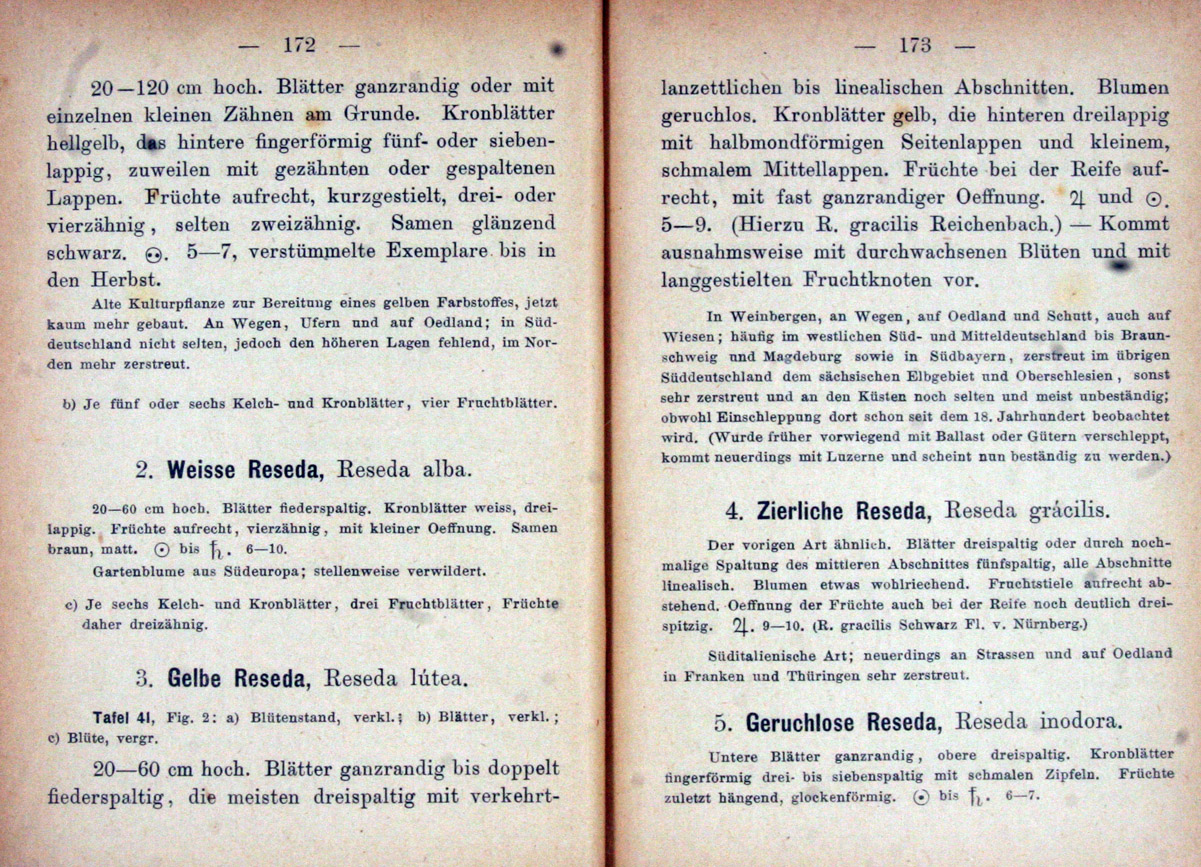 — 172 —
20—120 cm hoch. Blätter ganzrandig oder mit
einzelnen kleinen Zähnen am Grunde. Kronblätter
hellgelb, das hintere fingerförmig fünf- oder sieben-
lappig, zuweilen mit gezähnten oder gespaltenen
Lappen. Früchte aufrecht, kurzgestielt, drei- oder
vierzähnig, selten zweizähnig. Samen glänzend
schwarz. ⚇. 5—7, verstümmelte Exemplare bis in
den Herbst.
Alte Kulturpflanze zur Bereitung eines gelben Farbstoffes, jetzt
kaum mehr gebaut. An Wegen, Ufern und auf Oedland; in Süd-
deutschland nicht selten, jedoch den höheren Lagen fehlend, im Nor-
den mehr zerstreut.
b) Je fünf oder sechs Kelch- und Kronblätter, vier Fruchtblätter.
2. Weisse Reseda, Reseda alba.
20—60 cm hoch. Blätter fiederspaltig. Kronblätter weiss, drei-
lappig. Früchte aufrecht, vierzähnig, mit kleiner Oeffnung. Samen
braun, matt. ⊙ bis ♄. 6—10.
Gartenblume aus Südeuropa; stellenweise verwildert.
c) Je sechs Kelch- und Kronblätter, drei Fruchtblätter, Früchte
daher dreizähnig.
3. Gelbe Reseda, Reseda lútea.
Tafel 41, Fig. 2: a) Blütenstand, verkl.; b) Blätter, verkl.;
c) Blüte, vergr.
20—60 cm hoch. Blätter ganzrandig bis doppelt
fiederspaltig, die meisten dreispaltig mit verkehrt-
— 173 —
lanzettlichen bis linealischen Abschnitten. Blumen
geruchlos. Kronblätter gelb, die hinteren dreilappig
mit halbmondförmigen Seitenlappen und kleinem,
schmalem Mittellappen. Früchte bei der Reife auf-
recht, mit fast ganzrandiger Oeffnung. ♃ und ⊙.
5—9. (Hierzu R. gracilis Reichenbach.) — Kommt
ausnahmsweise mit durchwachsenen Blüten und mit
langgestielten Fruchtknoten vor.
In Weinbergen, an Wegen, auf Oedland und Schutt, auch auf
Wiesen; häufig im westlichen Süd- und Mitteldeutschland bis Braun-
schweig und Magdeburg sowie in Südbayern, zerstreut im übrigen
Süddeutschland dem sächsischen Elbgebiet und Oberschlesien, sonst
sehr zerstreut und an den Küsten noch selten und meist unbeständig;
obwohl Einschleppung dort schon seit dem 18. Jahrhundert beobachtet
wird. (Wurde früher vorwiegend mit Ballast oder Gütern verschleppt,
kommt neuerdings mit Luzerne und scheint nun beständig zu werden.)
4. Zierliche Reseda, Reseda grácilis.
Der vorigen Art ähnlich. Blätter dreispaltig oder durch noch-
malige Spaltung des mittleren Abschnittes fünfspaltig, alle Abschnitte
linealisch. Blumen etwas wohlriechend. Fruchtstiele aufrecht ab-
stehend. Oeffnung der Früchte auch bei der Reife noch deutlich drei-
spitzig. ♃. 9—10. (R. gracilis Schwarz Fl. v. Nürnberg.)
Süditalienische Art; neuerdings an Strassen und auf Oedland
in Franken und Thüringen sehr zerstreut.
5. Geruchlose Reseda, Reseda inodora.
Untere Blätter ganzrandig, obere dreispaltig. Kronblätter
fingerförmig drei- bis siebenspaltig mit schmalen Zipfeln. Früchte
zuletzt hängend, glockenförmig. ⊙ bis ♄. 6—7.